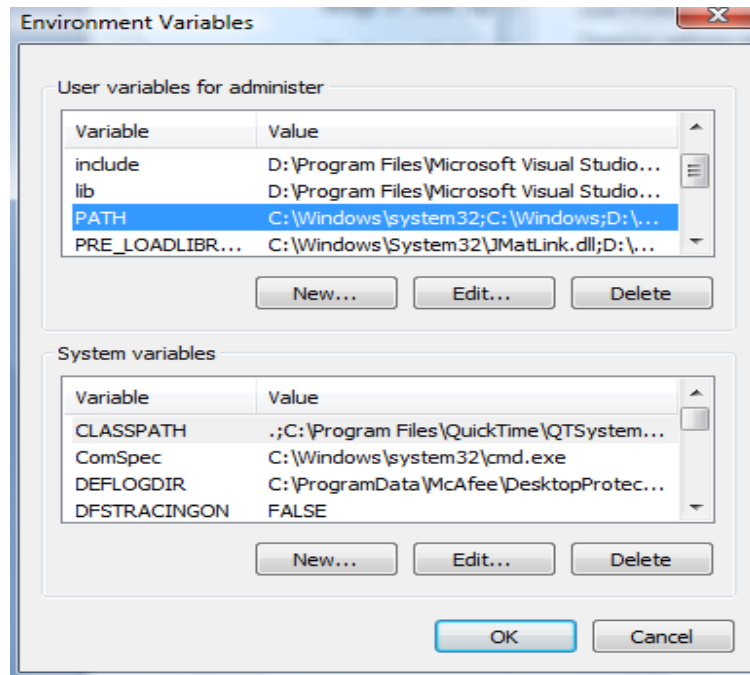 Environment Variables
User variables for administer
Variable Value
include D:\Program Files\Microsoft Visual Studio...
lib D:\Program Files\Microsoft Visual Studio...
PATH C:\Windows\system32;C:\Windows;D:\...
PRE_LOADLIBR... C:\Windows\System32\JMatLink.dll;D:\...
New... Edit... Delete
System variables
Variable Value
CLASSPATH .;C:\Program Files\QuickTime\QTSystem...
ComSpec C:\Windows\system32\cmd.exe
DEFLOGDIR C:\ProgramData\McAfee\DesktopProtec...
DFSTRACINGON FALSE
New... Edit... Delete
OK Cancel